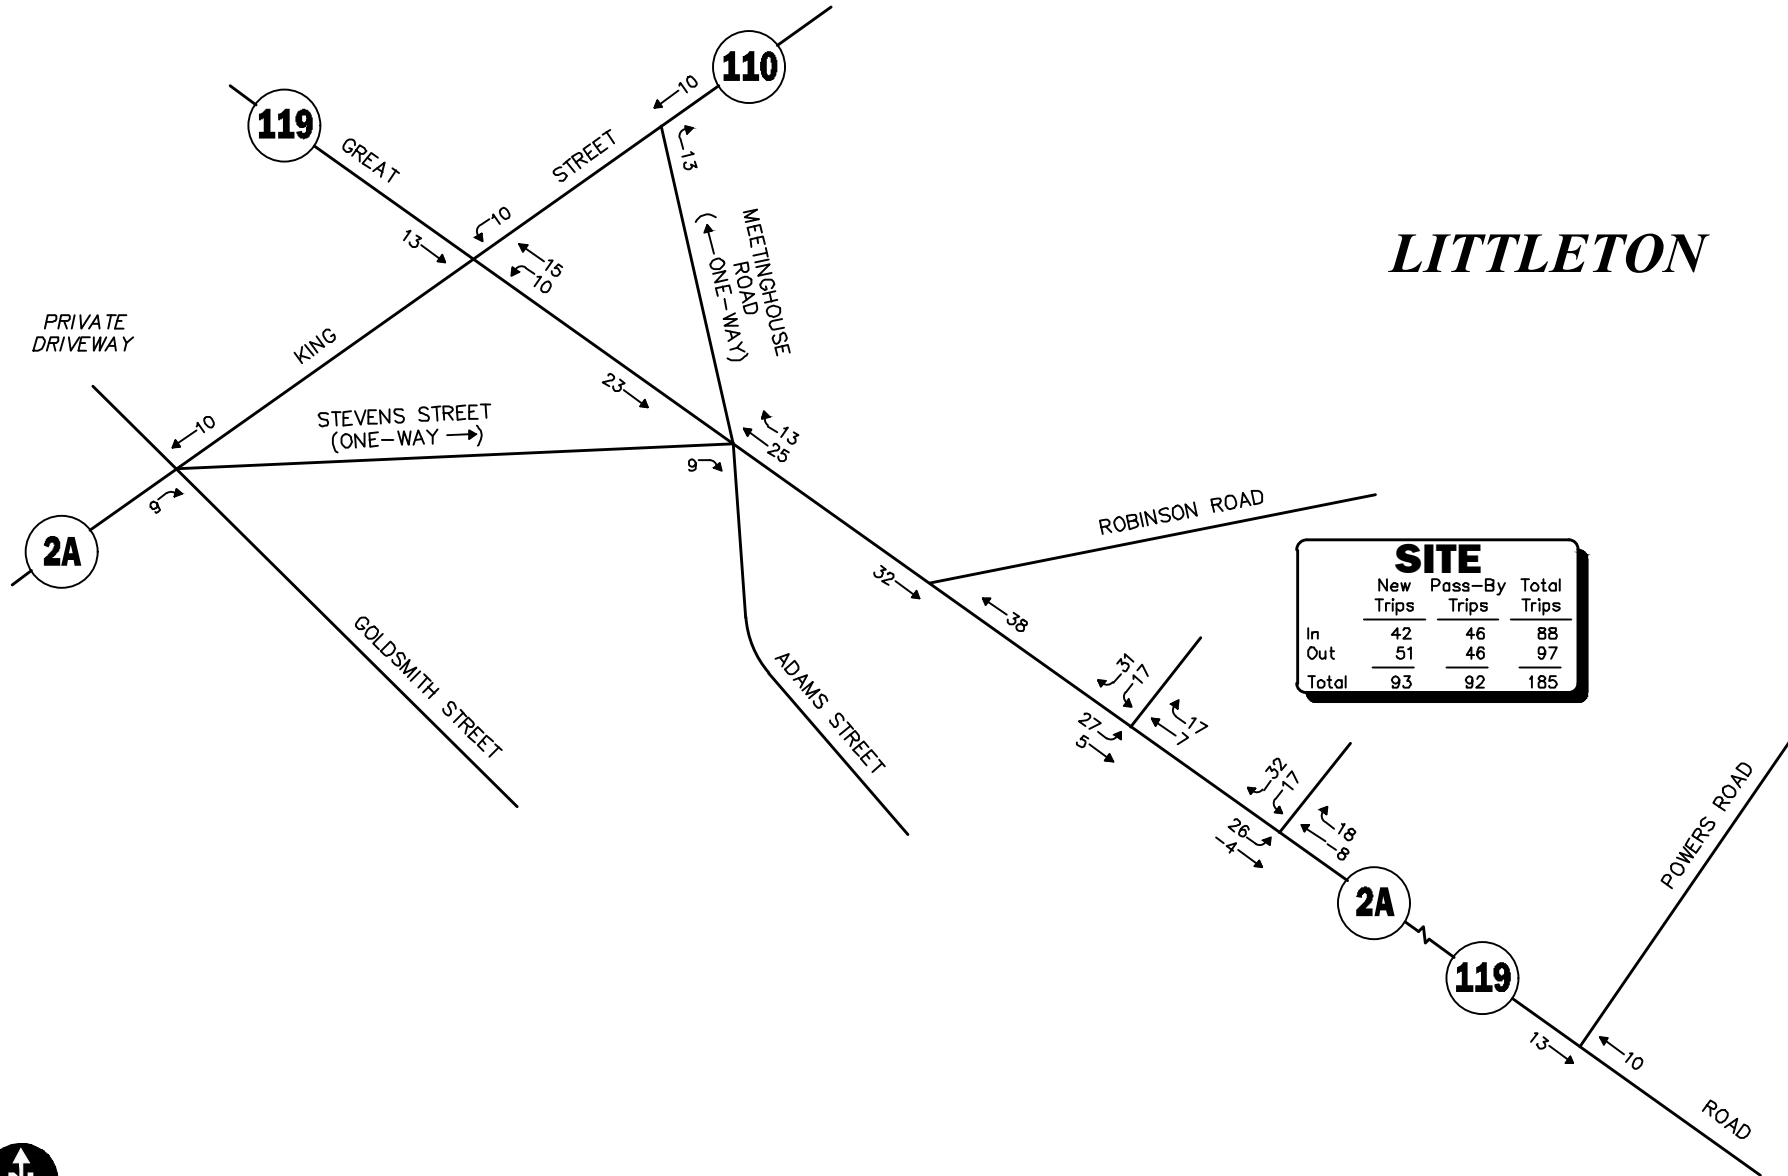 110
10
119
GREAT
STREET
13
10
13
15
10
MEETINGHOUSE
ROAD
(←ONE-WAY)
LITTLETON
PRIVATE
DRIVEWAY
KING
23
10
STEVENS STREET
(ONE-WAY →)
13
25
9
9
2A
ROBINSON ROAD
32
38
SITE
New Pass-By Total
Trips Trips Trips
In 42 46 88
Out 51 46 97
Total 93 92 185
GOLDSMITH STREET
ADAMS STREET
31
17
27
5
17
7
32
17
26
-4
18
-8
POWERS ROAD
2A
119
13
10
ROAD
N